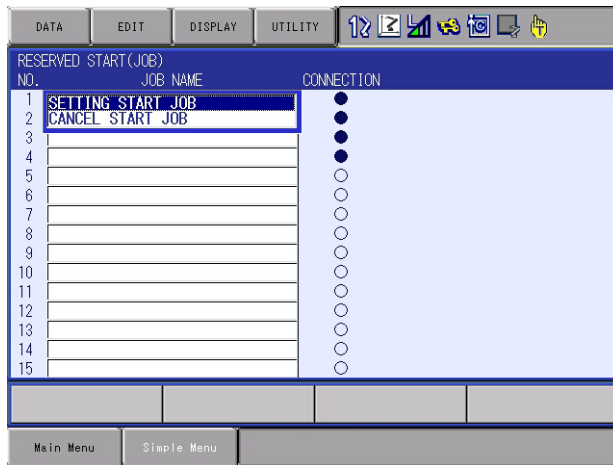 DATA EDIT DISPLAY UTILITY
RESERVED START(JOB)
NO. JOB NAME CONNECTION
1 SETTING START JOB
2 CANCEL START JOB
3
4
5
6
7
8
9
10
11
12
13
14
15
Main Menu Simple Menu